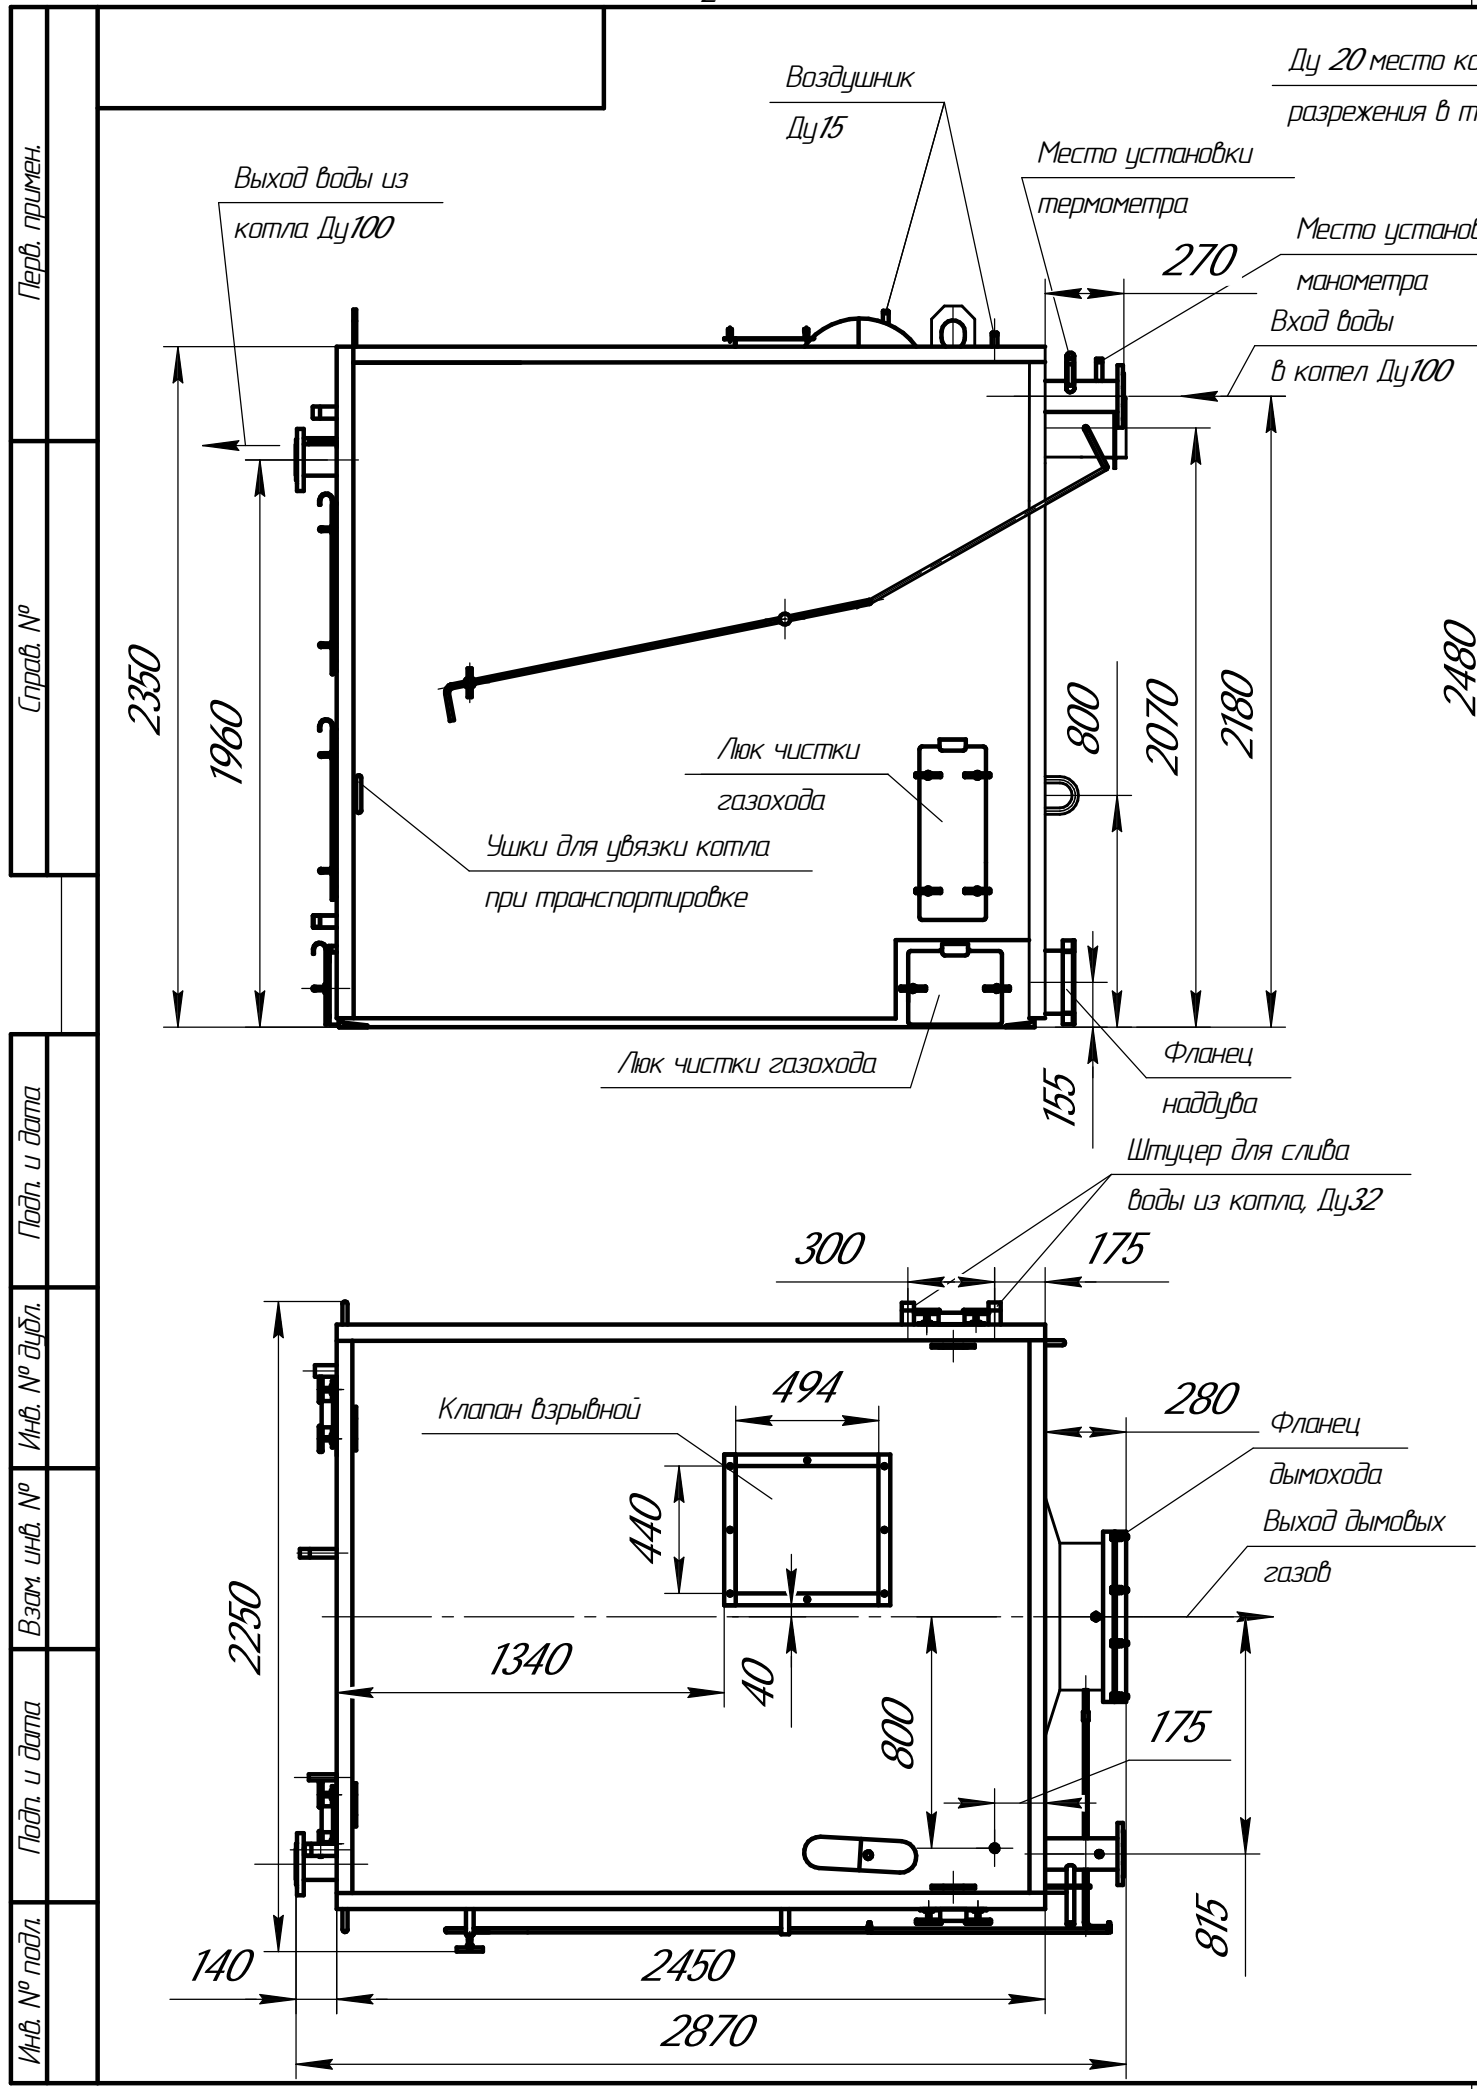 Воздушник
Ду15
Ду 20 место
разрежения в
Место установки
термометра
Выход воды из
котла Ду100
270
Место
манометра
Вход воды
в котел Ду100
2350
1960
800
2070
2180
2480
Люк чистки
газохода
Ушки для увязки котла
при транспортировке
Люк чистки газохода
155
Фланец
наддува
Штуцер для слива
воды из котла, Ду32
300
175
494
Клапан взрывной
440
280
Фланец
дымохода
Выход дымовых
газов
2250
1340
40
800
175
815
140
2450
2870
Перв. примен.
Справ. №
Подп. и дата
Инв. № дубл.
Взам. инв. №
Подп. и дата
Инв. № подл.